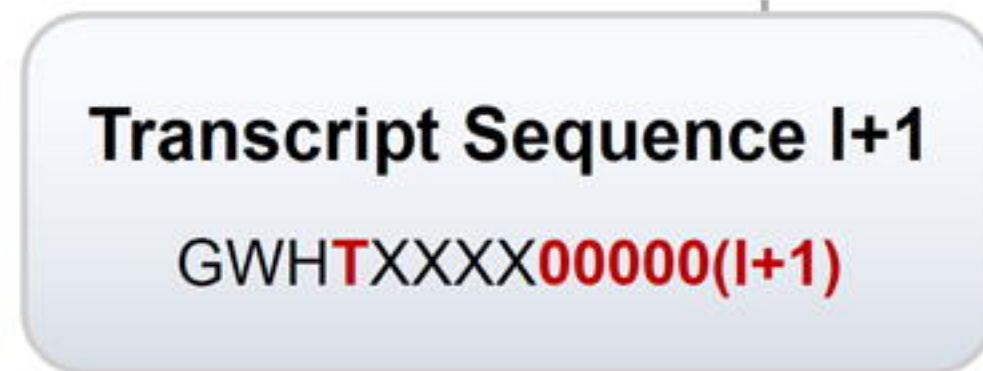 Transcript Sequence I+1
GWHTXXXX00000(I+1)